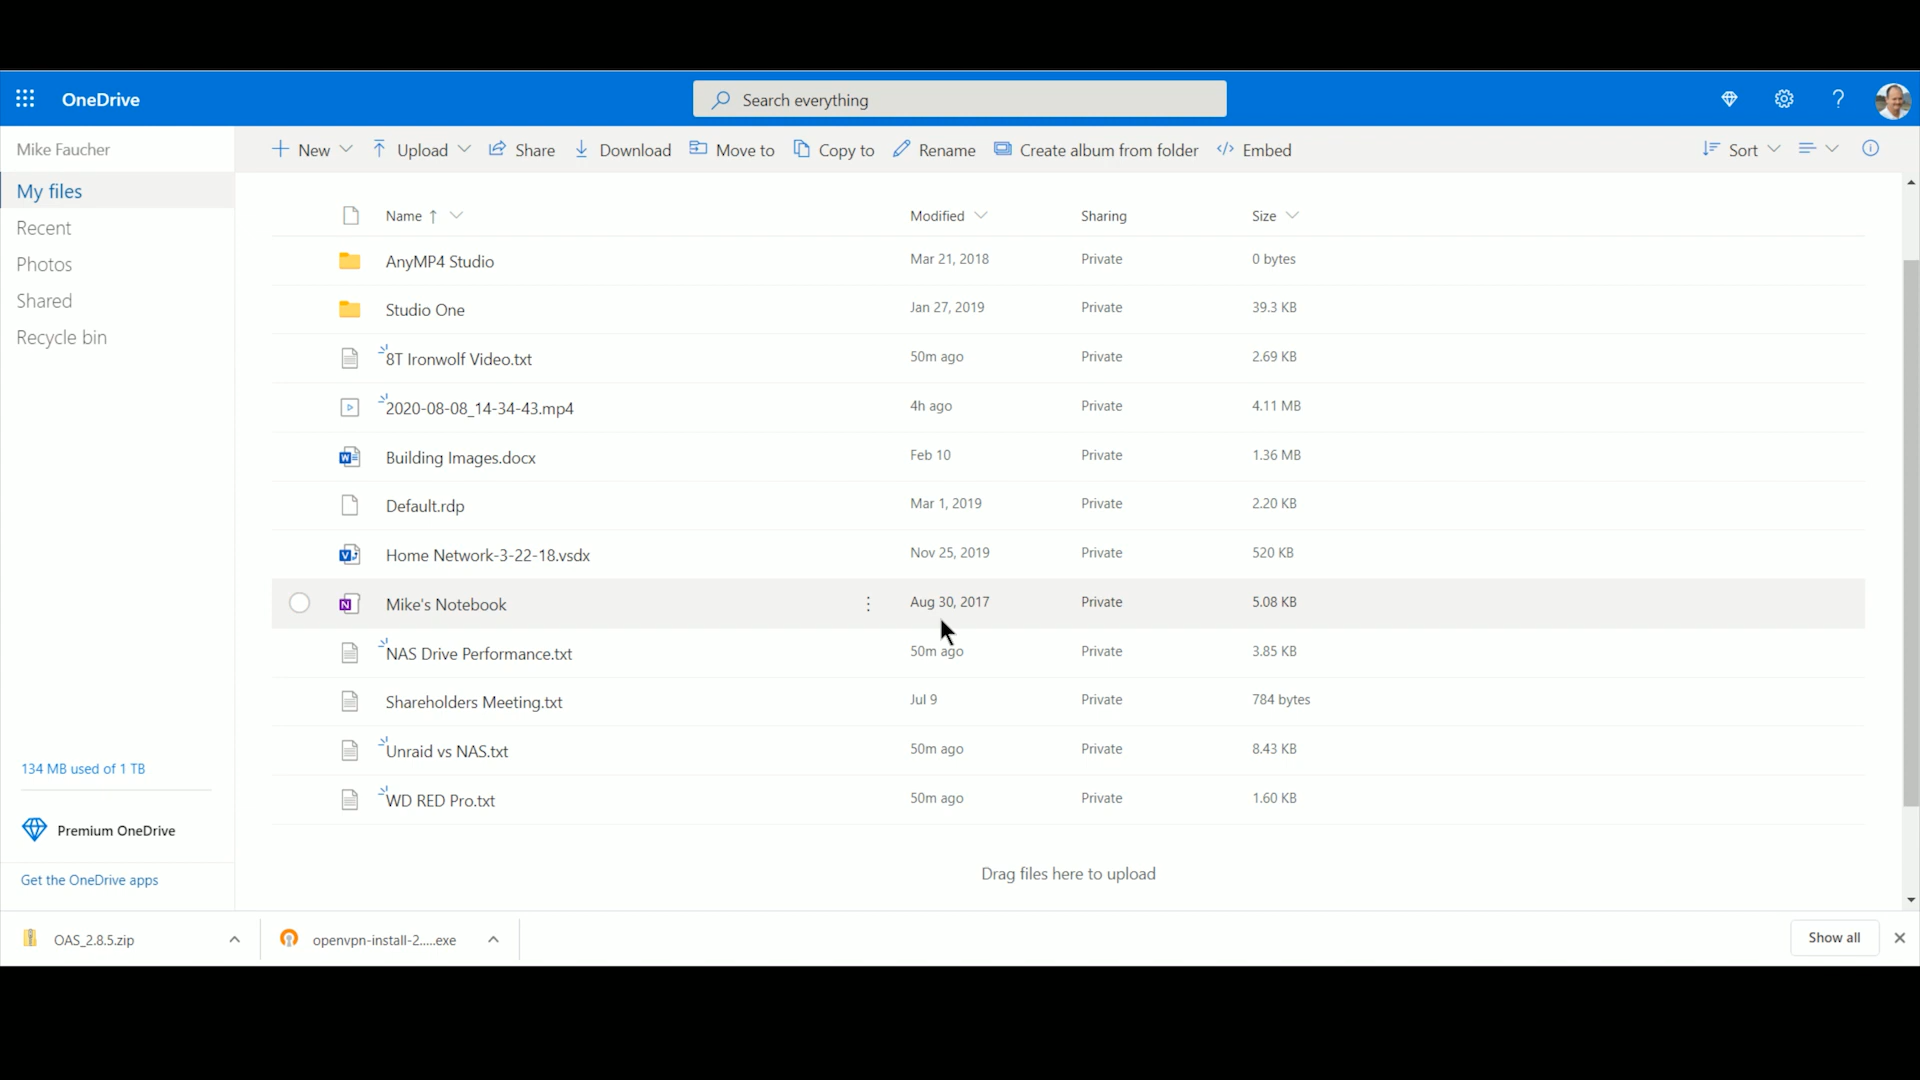 OneDrive
Search everything
Mike Faucher
New Upload Share Download Move to Copy to Rename Create album from folder Embed Sort
My files
Recent
Photos
Shared
Recycle bin
Name Modified Sharing Size
AnyMP4 Studio Mar 21, 2018 Private 0 bytes
Studio One Jan 27, 2019 Private 39.3 KB
8T Ironwolf Video.txt 50m ago Private 2.69 KB
2020-08-08_14-34-43.mp4 4h ago Private 4.11 MB
Building Images.docx Feb 10 Private 1.36 MB
Default.rdp Mar 1, 2019 Private 2.20 KB
Home Network-3-22-18.vsdx Nov 25, 2019 Private 520 KB
Mike's Notebook Aug 30, 2017 Private 5.08 KB
NAS Drive Performance.txt 50m ago Private 3.85 KB
Shareholders Meeting.txt Jul 9 Private 784 bytes
Unraid vs NAS.txt 50m ago Private 8.43 KB
WD RED Pro.txt 50m ago Private 1.60 KB
134 MB used of 1 TB
Premium OneDrive
Get the OneDrive apps
Drag files here to upload
OAS_2.8.5.zip openvpn-install-2.....exe Show all